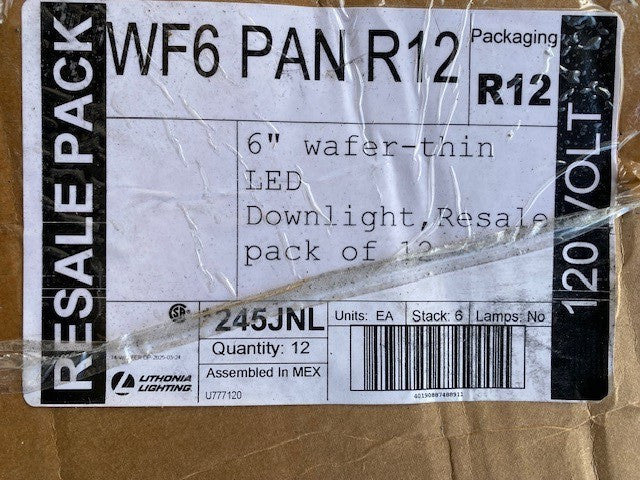 RESALE PACK
WF6 PAN R12
Packaging
R12
120 VOLT
6" wafer-thin
LED
Downlight,Resale
pack of 12
245JNL
Quantity: 12
Assembled In MEX
U777120
Units: EA
Stack: 6
Lamps: No
LITHONIA
LIGHTING